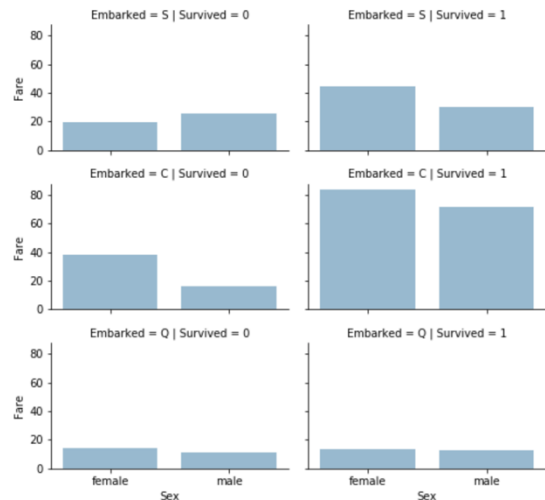 Embarked = S | Survived = 0
Embarked = S | Survived = 1
80
60
40
20
0
Fare
Embarked = C | Survived = 0
Embarked = C | Survived = 1
80
60
40
20
0
Fare
Embarked = Q | Survived = 0
Embarked = Q | Survived = 1
80
60
40
20
0
Fare
female male
female male
Sex
Sex